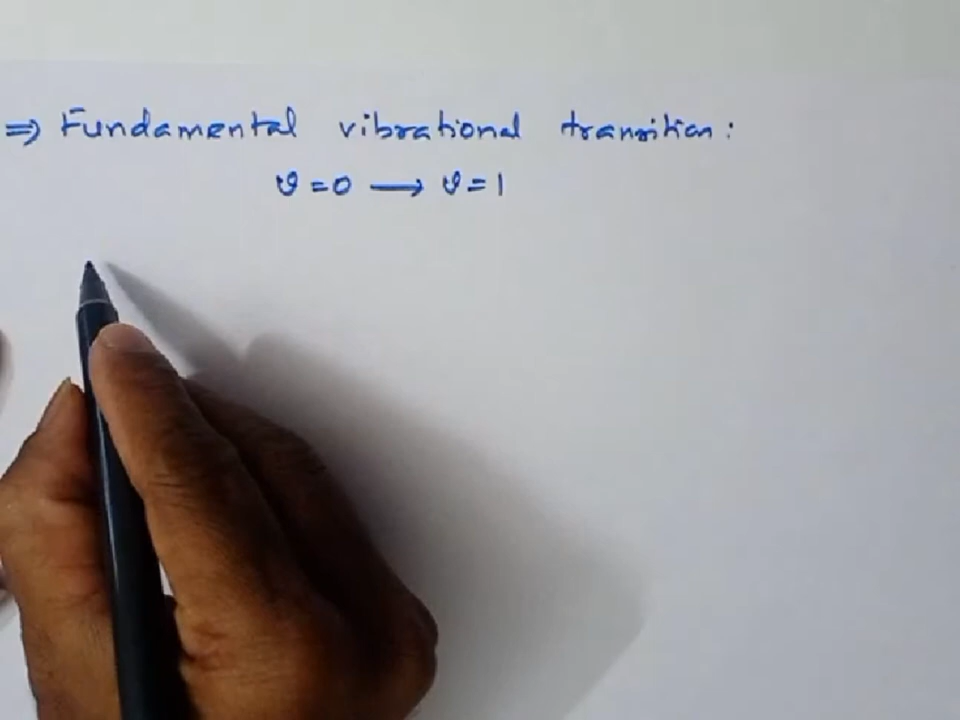 ⇒ Fundamental vibrational transition:
v=0 ⟶ v=1